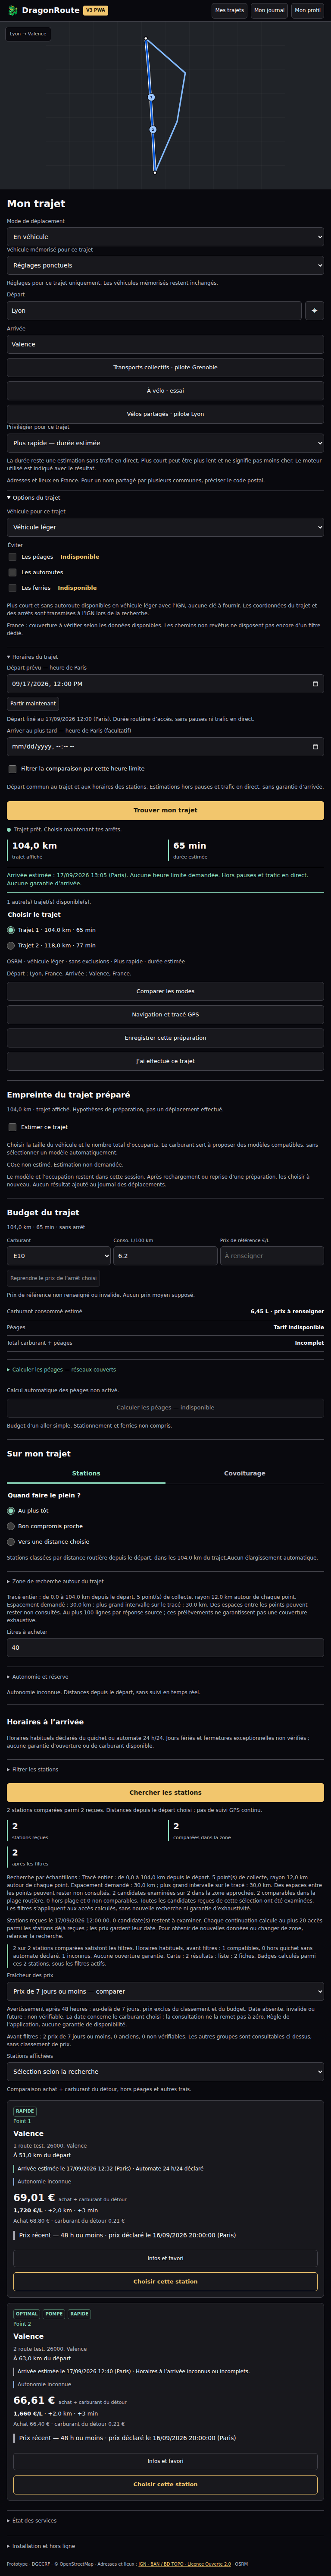 DragonRoute V3 PWA Mes trajets Mon journal Mon profil
Lyon → Valence
1
2
Mon trajet
Mode de déplacement
En véhicule
Véhicule mémorisé pour ce trajet
Réglages ponctuels
Réglages pour ce trajet uniquement. Les véhicules mémorisés restent inchangés.
Départ
Lyon
Arrivée
Valence
Transports collectifs · pilote Grenoble
À vélo · essai
Vélos partagés · pilote Lyon
Privilégier pour ce trajet
Plus rapide — durée estimée
La durée reste une estimation sans trafic en direct. Plus court peut être plus lent et ne signifie pas moins cher. Le moteur
utilisé est indiqué avec le résultat.
Adresses et lieux en France. Pour un nom partagé par plusieurs communes, préciser le code postal.
▼ Options du trajet
Véhicule pour ce trajet
Véhicule léger
Éviter
Les péages Indisponible
Les autoroutes
Les ferries Indisponible
Plus court et sans autoroute disponibles en véhicule léger avec l’IGN, aucune clé à fournir. Les coordonnées du trajet et
des arrêts sont transmises à l’IGN lors de la recherche.
France : couverture à vérifier selon les données disponibles. Les chemins non revêtus ne disposent pas encore d’un filtre
dédié.
▼ Horaires du trajet
Départ prévu — heure de Paris
09/17/2026, 12:00 PM
Partir maintenant
Départ fixé au 17/09/2026 12:00 (Paris). Durée routière d’accès, sans pauses ni trafic en direct.
Arriver au plus tard — heure de Paris (facultatif)
mm/dd/yyyy, --:-- --
Filtrer la comparaison par cette heure limite
Départ commun au trajet et aux horaires des stations. Estimations hors pauses et trafic en direct, sans garantie d’arrivée.
Trouver mon trajet
Trajet prêt. Choisis maintenant tes arrêts.
104,0 km 65 min
trajet affiché durée estimée
Arrivée estimée : 17/09/2026 13:05 (Paris). Aucune heure limite demandée. Hors pauses et trafic en direct.
Aucune garantie d’arrivée.
1 autre(s) trajet(s) disponible(s).
Choisir le trajet
Trajet 1 · 104,0 km · 65 min
Trajet 2 · 118,0 km · 77 min
OSRM · véhicule léger · sans exclusions · Plus rapide · durée estimée
Départ : Lyon, France. Arrivée : Valence, France.
Comparer les modes
Navigation et tracé GPS
Enregistrer cette préparation
J’ai effectué ce trajet
Empreinte du trajet préparé
104,0 km · trajet affiché. Hypothèses de préparation, pas un déplacement effectué.
Estimer ce trajet
Choisir la taille du véhicule et le nombre total d’occupants. Le carburant sert à proposer des modèles compatibles, sans
sélectionner un modèle automatiquement.
CO₂e non estimé. Estimation non demandée.
Le modèle et l’occupation restent dans cette session. Après rechargement ou reprise d’une préparation, les choisir à
nouveau. Aucun résultat ajouté au journal des déplacements.
Budget du trajet
104,0 km · 65 min · sans arrêt
Carburant Conso. L/100 km Prix de référence €/L
E10 6.2 À renseigner
Reprendre le prix de l’arrêt choisi
Prix de référence non renseigné ou invalide. Aucun prix moyen supposé.
Carburant consommé estimé 6,45 L · prix à renseigner
Péages Tarif indisponible
Total carburant + péages Incomplet
▶ Calculer les péages — réseaux couverts
Calcul automatique des péages non activé.
Calculer les péages — indisponible
Budget d’un aller simple. Stationnement et ferries non compris.
Sur mon trajet
Stations Covoiturage
Quand faire le plein ?
Au plus tôt
Bon compromis proche
Vers une distance choisie
Stations classées par distance routière depuis le départ, dans les 104,0 km du trajet.Aucun élargissement automatique.
▶ Zone de recherche autour du trajet
Tracé entier : de 0,0 à 104,0 km depuis le départ. 5 point(s) de collecte, rayon 12,0 km autour de chaque point.
Espacement demandé : 30,0 km ; plus grand intervalle sur le tracé : 30,0 km. Des espaces entre les points peuvent
rester non consultés. Au plus 100 lignes par réponse source ; ces prélèvements ne garantissent pas une couverture
exhaustive.
Litres à acheter
40
▶ Autonomie et réserve
Autonomie inconnue. Distances depuis le départ, sans suivi en temps réel.
Horaires à l’arrivée
Horaires habituels déclarés du guichet ou automate 24 h/24. Jours fériés et fermetures exceptionnelles non vérifiés ;
aucune garantie d’ouverture ou de carburant disponible.
▶ Filtrer les stations
Chercher les stations
2 stations comparées parmi 2 reçues. Distances depuis le départ choisi ; pas de suivi GPS continu.
2 2
stations reçues comparées dans la zone
2
après les filtres
Recherche par échantillons : Tracé entier : de 0,0 à 104,0 km depuis le départ. 5 point(s) de collecte, rayon 12,0 km
autour de chaque point. Espacement demandé : 30,0 km ; plus grand intervalle sur le tracé : 30,0 km. Des espaces entre
les points peuvent rester non consultés. 2 candidates examinées sur 2 dans la zone approchée. 2 comparables dans la
plage routière, 0 hors plage et 0 non comparables. Toutes les candidates reçues de cette sélection ont été examinées.
Les filtres s’appliquent aux accès calculés, sans nouvelle recherche ni garantie d’exhaustivité.
Stations reçues le 17/09/2026 12:00:00. 0 candidate(s) restent à examiner. Chaque continuation calcule au plus 20 accès
parmi les stations déjà reçues ; les prix gardent leur date. Pour obtenir de nouvelles données ou changer de zone,
relancer la recherche.
2 sur 2 stations comparées satisfont les filtres. Horaires habituels, avant filtres : 1 compatibles, 0 hors guichet sans
automate déclaré, 1 inconnus. Aucune ouverture garantie. Carte : 2 résultats ; liste : 2 fiches. Badges calculés parmi
ces 2 stations, sous les filtres actifs.
Fraîcheur des prix
Prix de 7 jours ou moins — comparer
Avertissement après 48 heures ; au-delà de 7 jours, prix exclus du classement et du budget. Date absente, invalide ou
future : non vérifiable. La date concerne le carburant choisi ; la consultation ne la remet pas à zéro. Règle de
l’application, aucune garantie de disponibilité.
Avant filtres : 2 prix de 7 jours ou moins, 0 anciens, 0 non vérifiables. Les autres groupes sont consultables ci-dessus,
sans classement de prix.
Stations affichées
Sélection selon la recherche
Comparaison achat + carburant du détour, hors péages et autres frais.
RAPIDE
Point 1
Valence
1 route test, 26000, Valence
À 51,0 km du départ
Arrivée estimée le 17/09/2026 12:32 (Paris) · Automate 24 h/24 déclaré
Autonomie inconnue
69,01 € achat + carburant du détour
1,720 €/L · +2,0 km · +3 min
Achat 68,80 € · carburant du détour 0,21 €
Prix récent — 48 h ou moins · prix déclaré le 16/09/2026 20:00:00 (Paris)
Infos et favori
Choisir cette station
OPTIMAL POMPE RAPIDE
Point 2
Valence
2 route test, 26000, Valence
À 63,0 km du départ
Arrivée estimée le 17/09/2026 12:40 (Paris) · Horaires à l’arrivée inconnus ou incomplets.
Autonomie inconnue
66,61 € achat + carburant du détour
1,660 €/L · +2,0 km · +3 min
Achat 66,40 € · carburant du détour 0,21 €
Prix récent — 48 h ou moins · prix déclaré le 16/09/2026 20:00:00 (Paris)
Infos et favori
Choisir cette station
▶ État des services
▶ Installation et hors ligne
Prototype · DGCCRF · © OpenStreetMap · Adresses et lieux : IGN · BAN / BD TOPO · Licence Ouverte 2.0 · OSRM